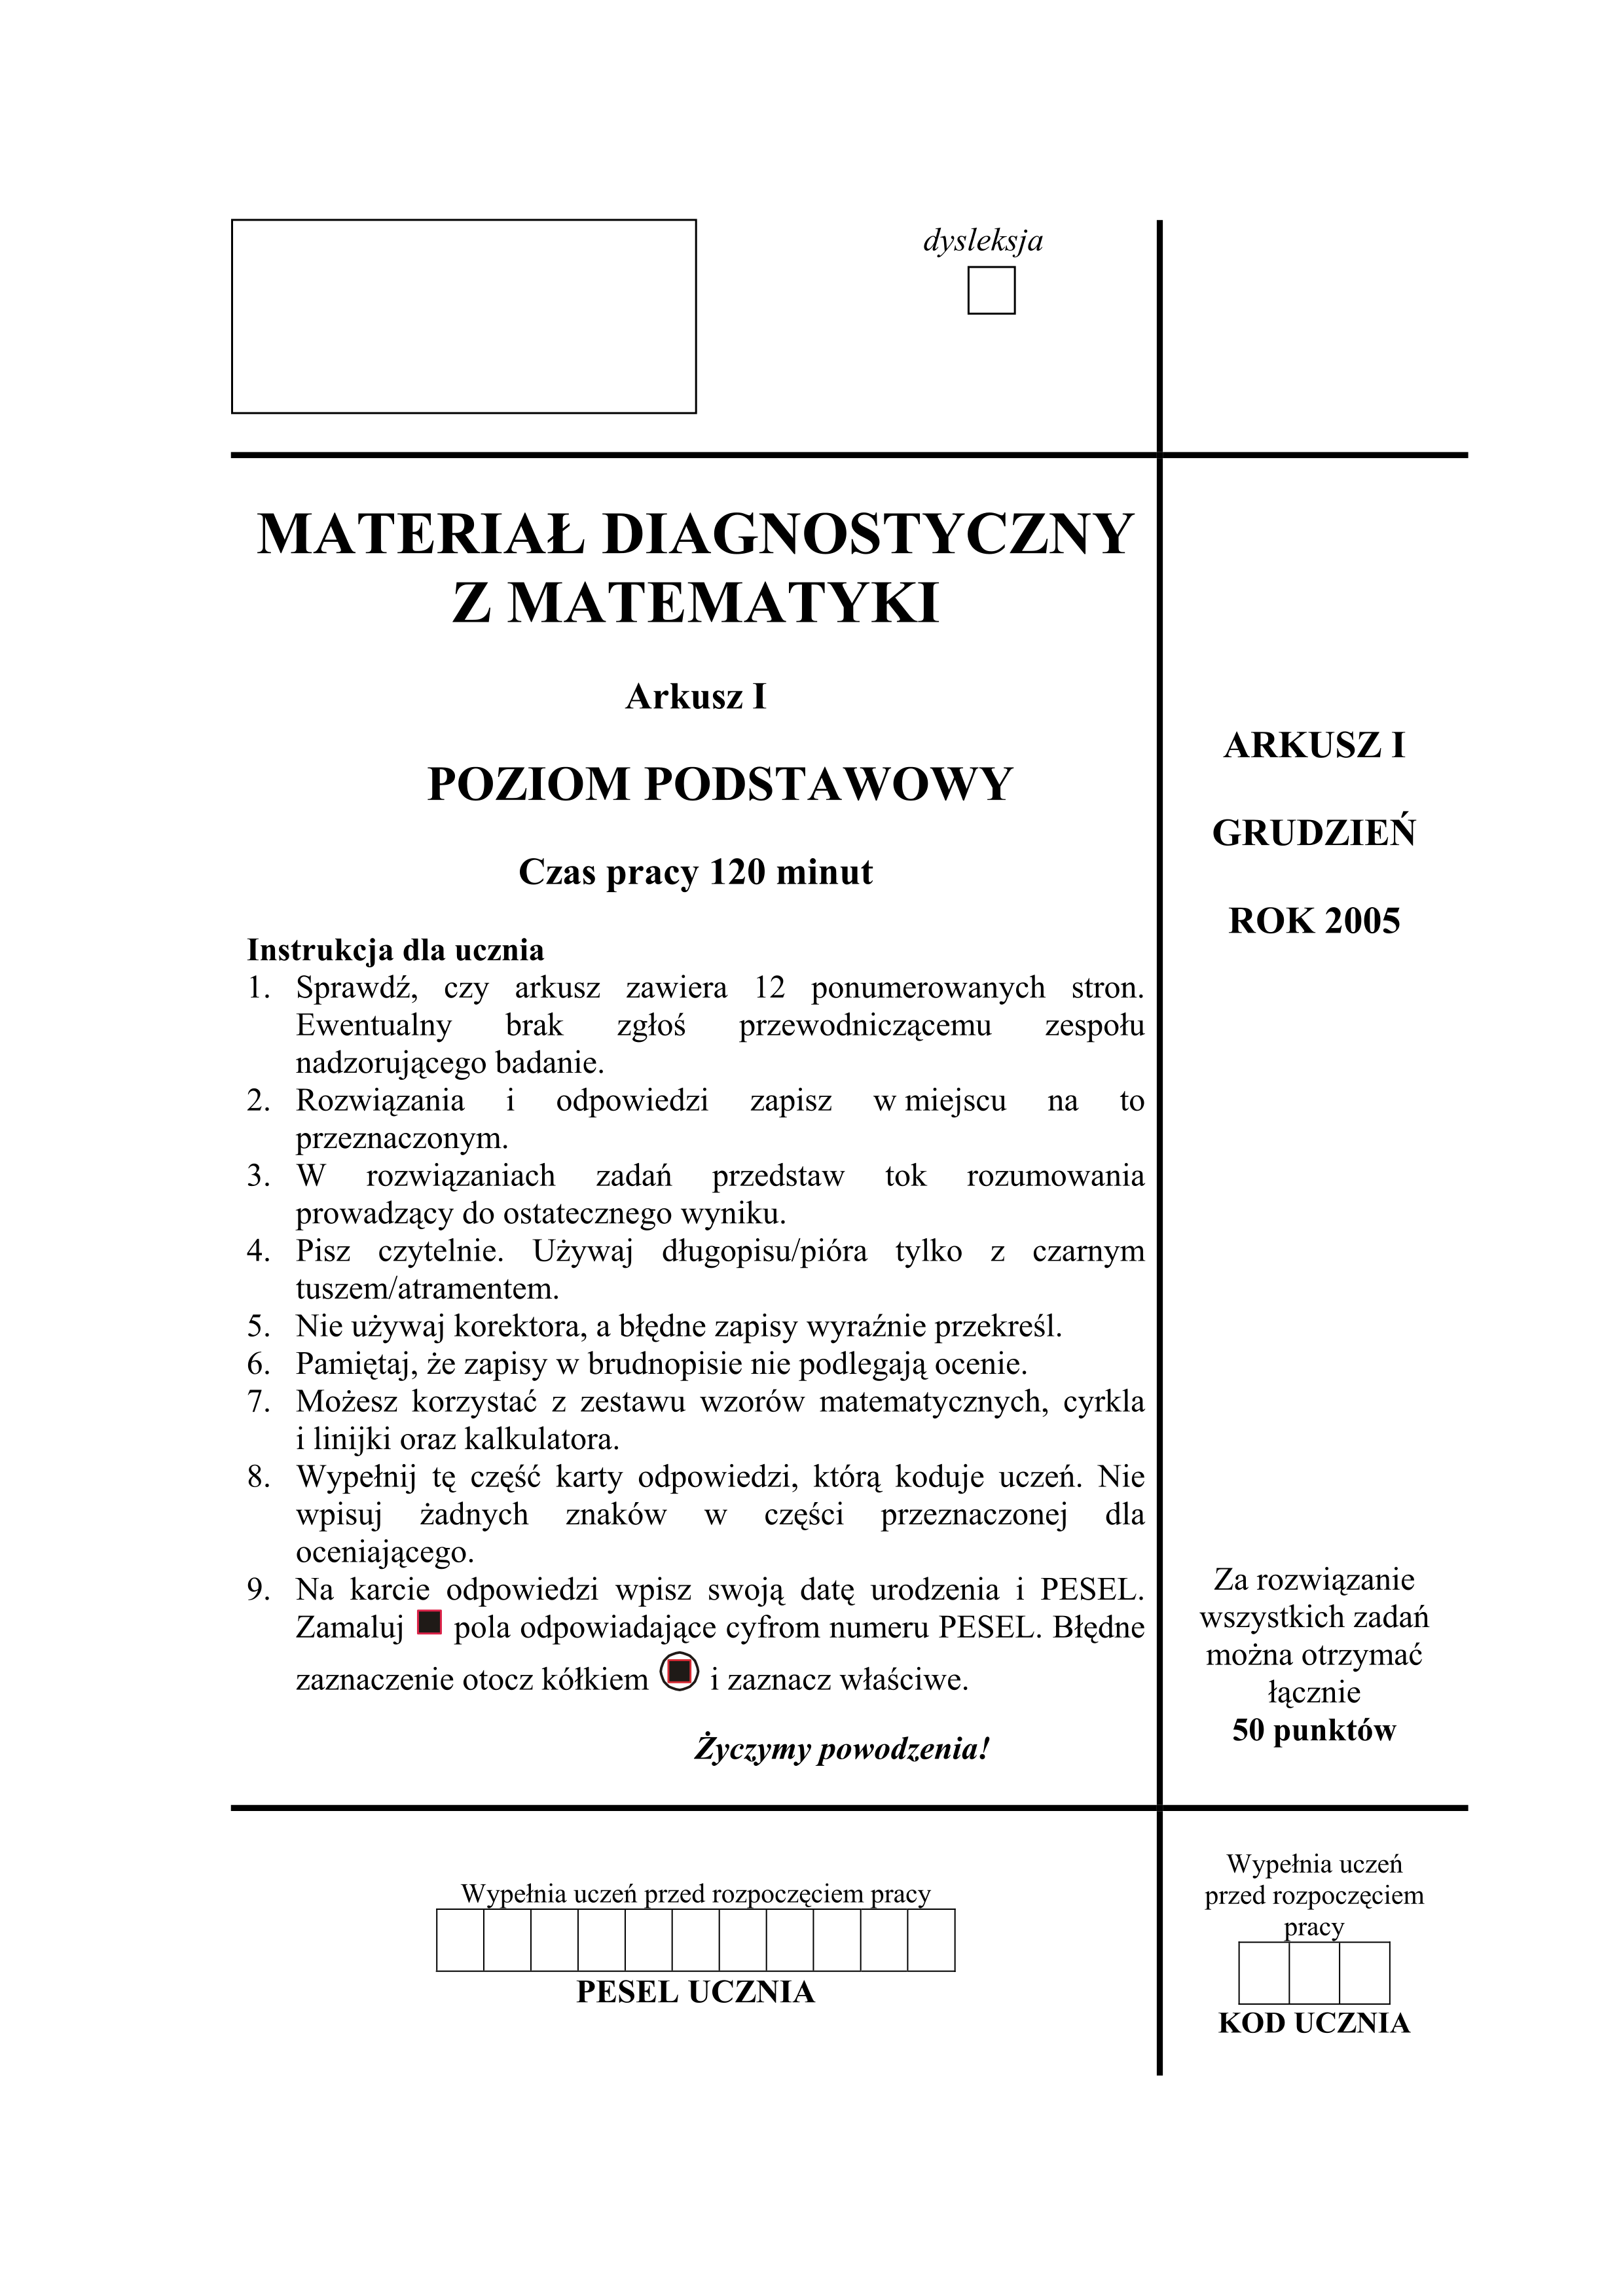 dysleksja
MATERIAŁ DIAGNOSTYCZNY
Z MATEMATYKI
Arkusz I
POZIOM PODSTAWOWY
Czas pracy 120 minut
Instrukcja dla ucznia
1. Sprawdź, czy arkusz zawiera 12 ponumerowanych stron.
Ewentualny brak zgłoś przewodniczącemu zespołu
nadzorującego badanie.
2. Rozwiązania i odpowiedzi zapisz w miejscu na to
przeznaczonym.
3. W rozwiązaniach zadań przedstaw tok rozumowania
prowadzący do ostatecznego wyniku.
4. Pisz czytelnie. Używaj długopisu/pióra tylko z czarnym
tuszem/atramentem.
5. Nie używaj korektora, a błędne zapisy wyraźnie przekreśl.
6. Pamiętaj, że zapisy w brudnopisie nie podlegają ocenie.
7. Możesz korzystać z zestawu wzorów matematycznych, cyrkla
i linijki oraz kalkulatora.
8. Wypełnij tę część karty odpowiedzi, którą koduje uczeń. Nie
wpisuj żadnych znaków w części przeznaczonej dla
oceniającego.
9. Na karcie odpowiedzi wpisz swoją datę urodzenia i PESEL.
Zamaluj pola odpowiadające cyfrom numeru PESEL. Błędne
zaznaczenie otocz kółkiem i zaznacz właściwe.
Życzymy powodzenia!
ARKUSZ I
GRUDZIEŃ
ROK 2005
Za rozwiązanie
wszystkich zadań
można otrzymać
łącznie
50 punktów
Wypełnia uczeń przed rozpoczęciem pracy
PESEL UCZNIA
Wypełnia uczeń
przed rozpoczęciem
pracy
KOD UCZNIA